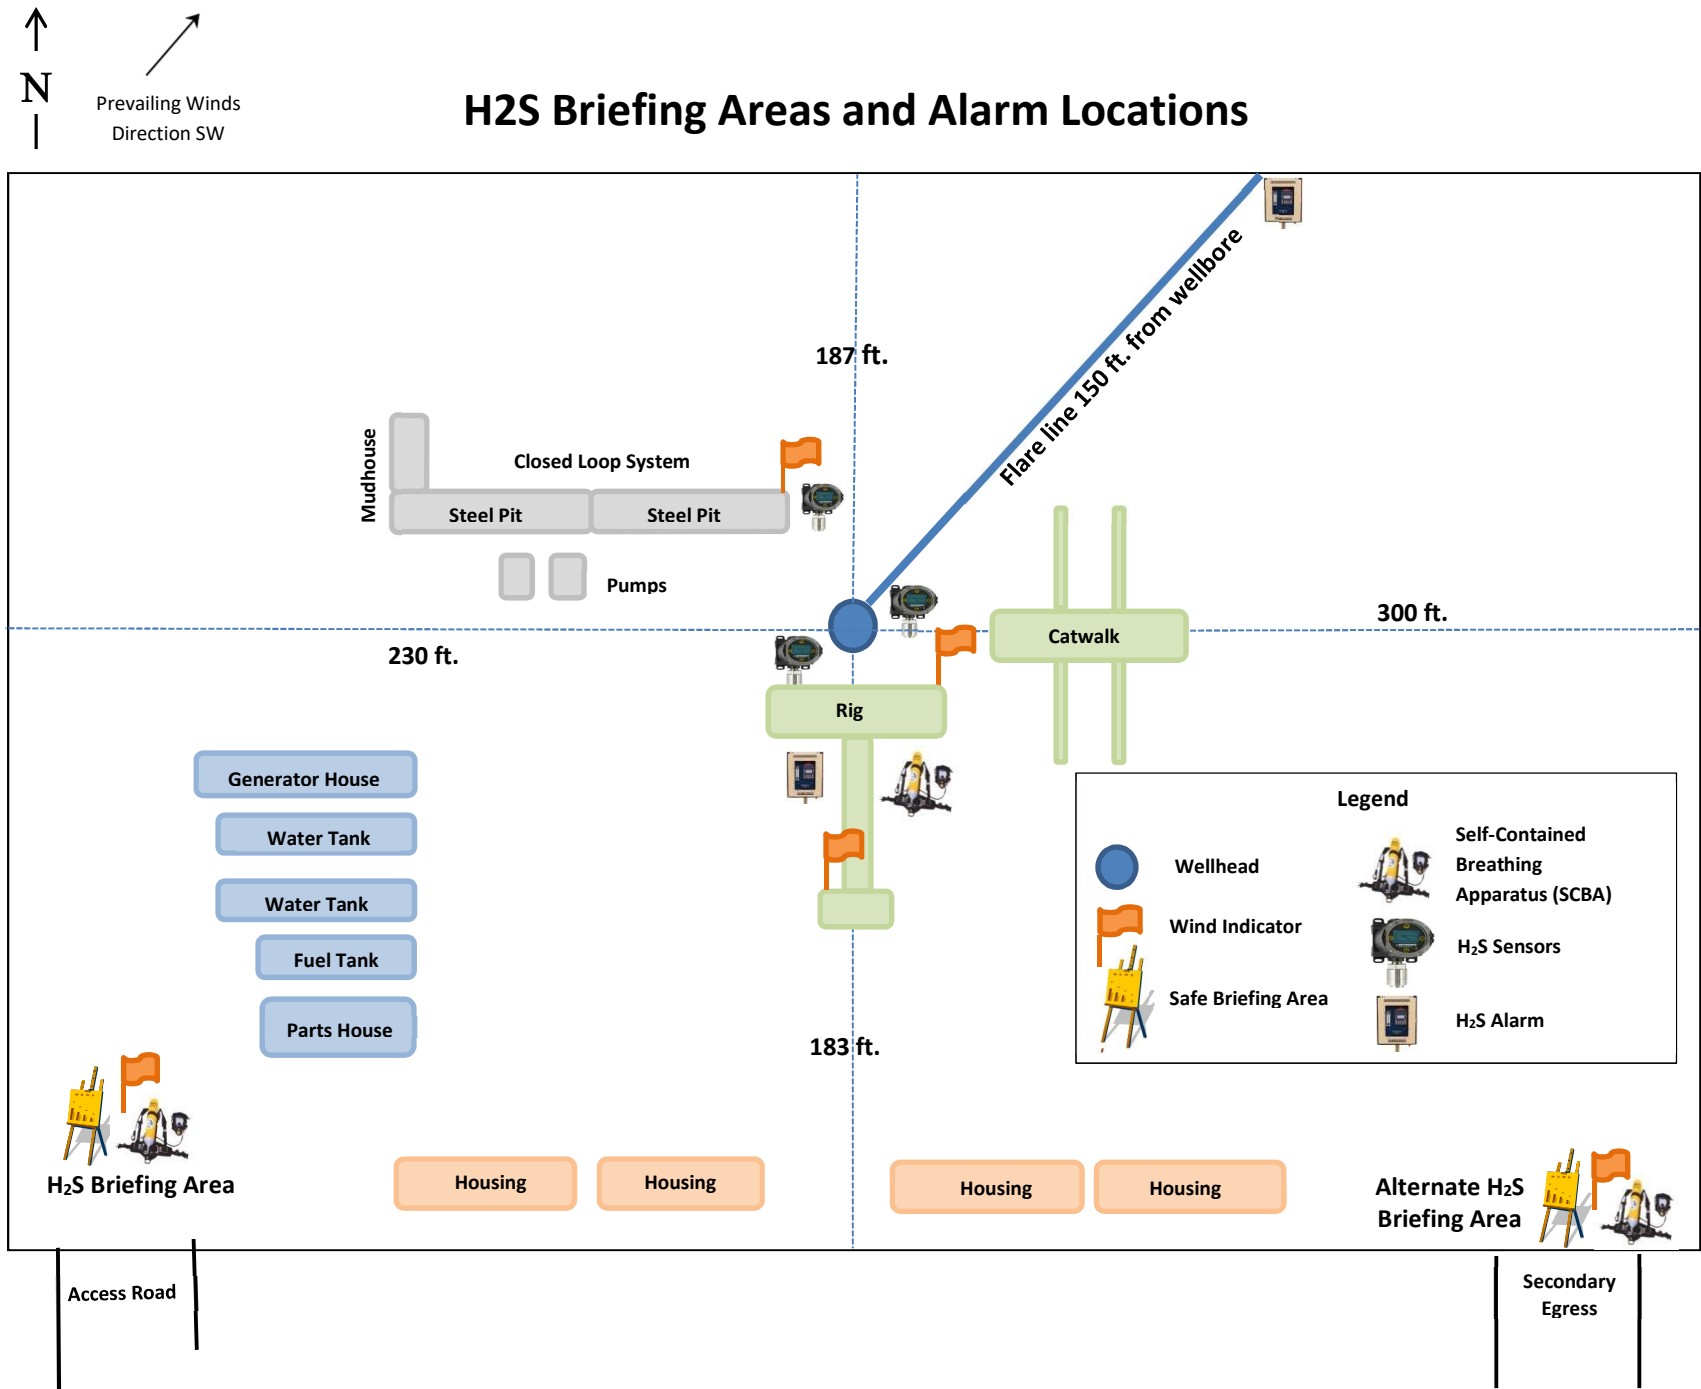 N
Prevailing Winds
Direction SW
H2S Briefing Areas and Alarm Locations
187 ft.
Flare line 150 ft. from wellbore
Mudhouse
Closed Loop System
Steel Pit
Steel Pit
Pumps
300 ft.
230 ft.
Catwalk
Rig
Generator House
Water Tank
Water Tank
Fuel Tank
Parts House
183 ft.
Legend
Wellhead
Wind Indicator
Safe Briefing Area
Self-Contained
Breathing
Apparatus (SCBA)
H₂S Sensors
H₂S Alarm
H₂S Briefing Area
Housing
Housing
Housing
Housing
Alternate H₂S
Briefing Area
Access Road
Secondary
Egress